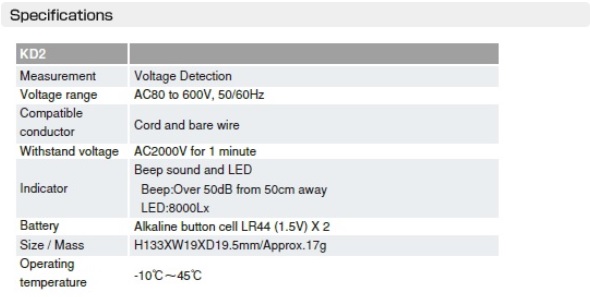 Specifications
KD2
Measurement Voltage Detection
Voltage range AC80 to 600V, 50/60Hz
Compatible
conductor Cord and bare wire
Withstand voltage AC2000V for 1 minute
Indicator Beep sound and LED
Beep:Over 50dB from 50cm away
LED:8000Lx
Battery Alkaline button cell LR44 (1.5V) X 2
Size / Mass H133XW19XD19.5mm/Approx.17g
Operating
temperature -10℃～45℃